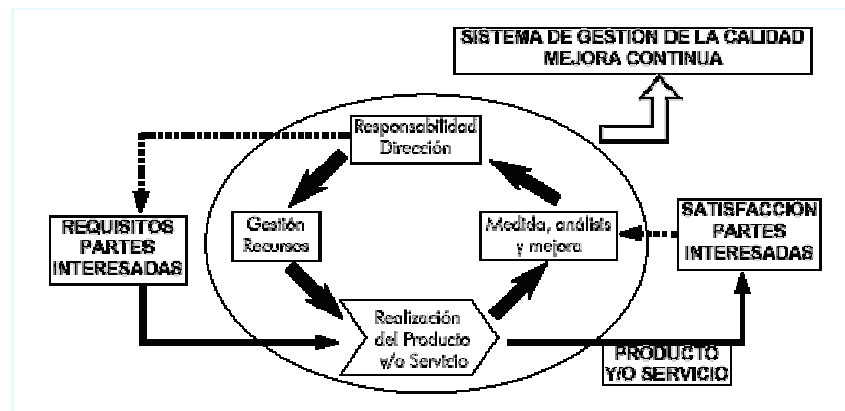 SISTEMA DE GESTION DE LA CALIDAD
MEJORA CONTINUA
Responsabilidad
Dirección
REQUISITOS
PARTES
INTERESADAS
Gestión
Recursos
Medida, análisis
y mejora
SATISFACCION
PARTES
INTERESADAS
Realización
del Producto
y/o Servicio
PRODUCTO
Y/O SERVICIO